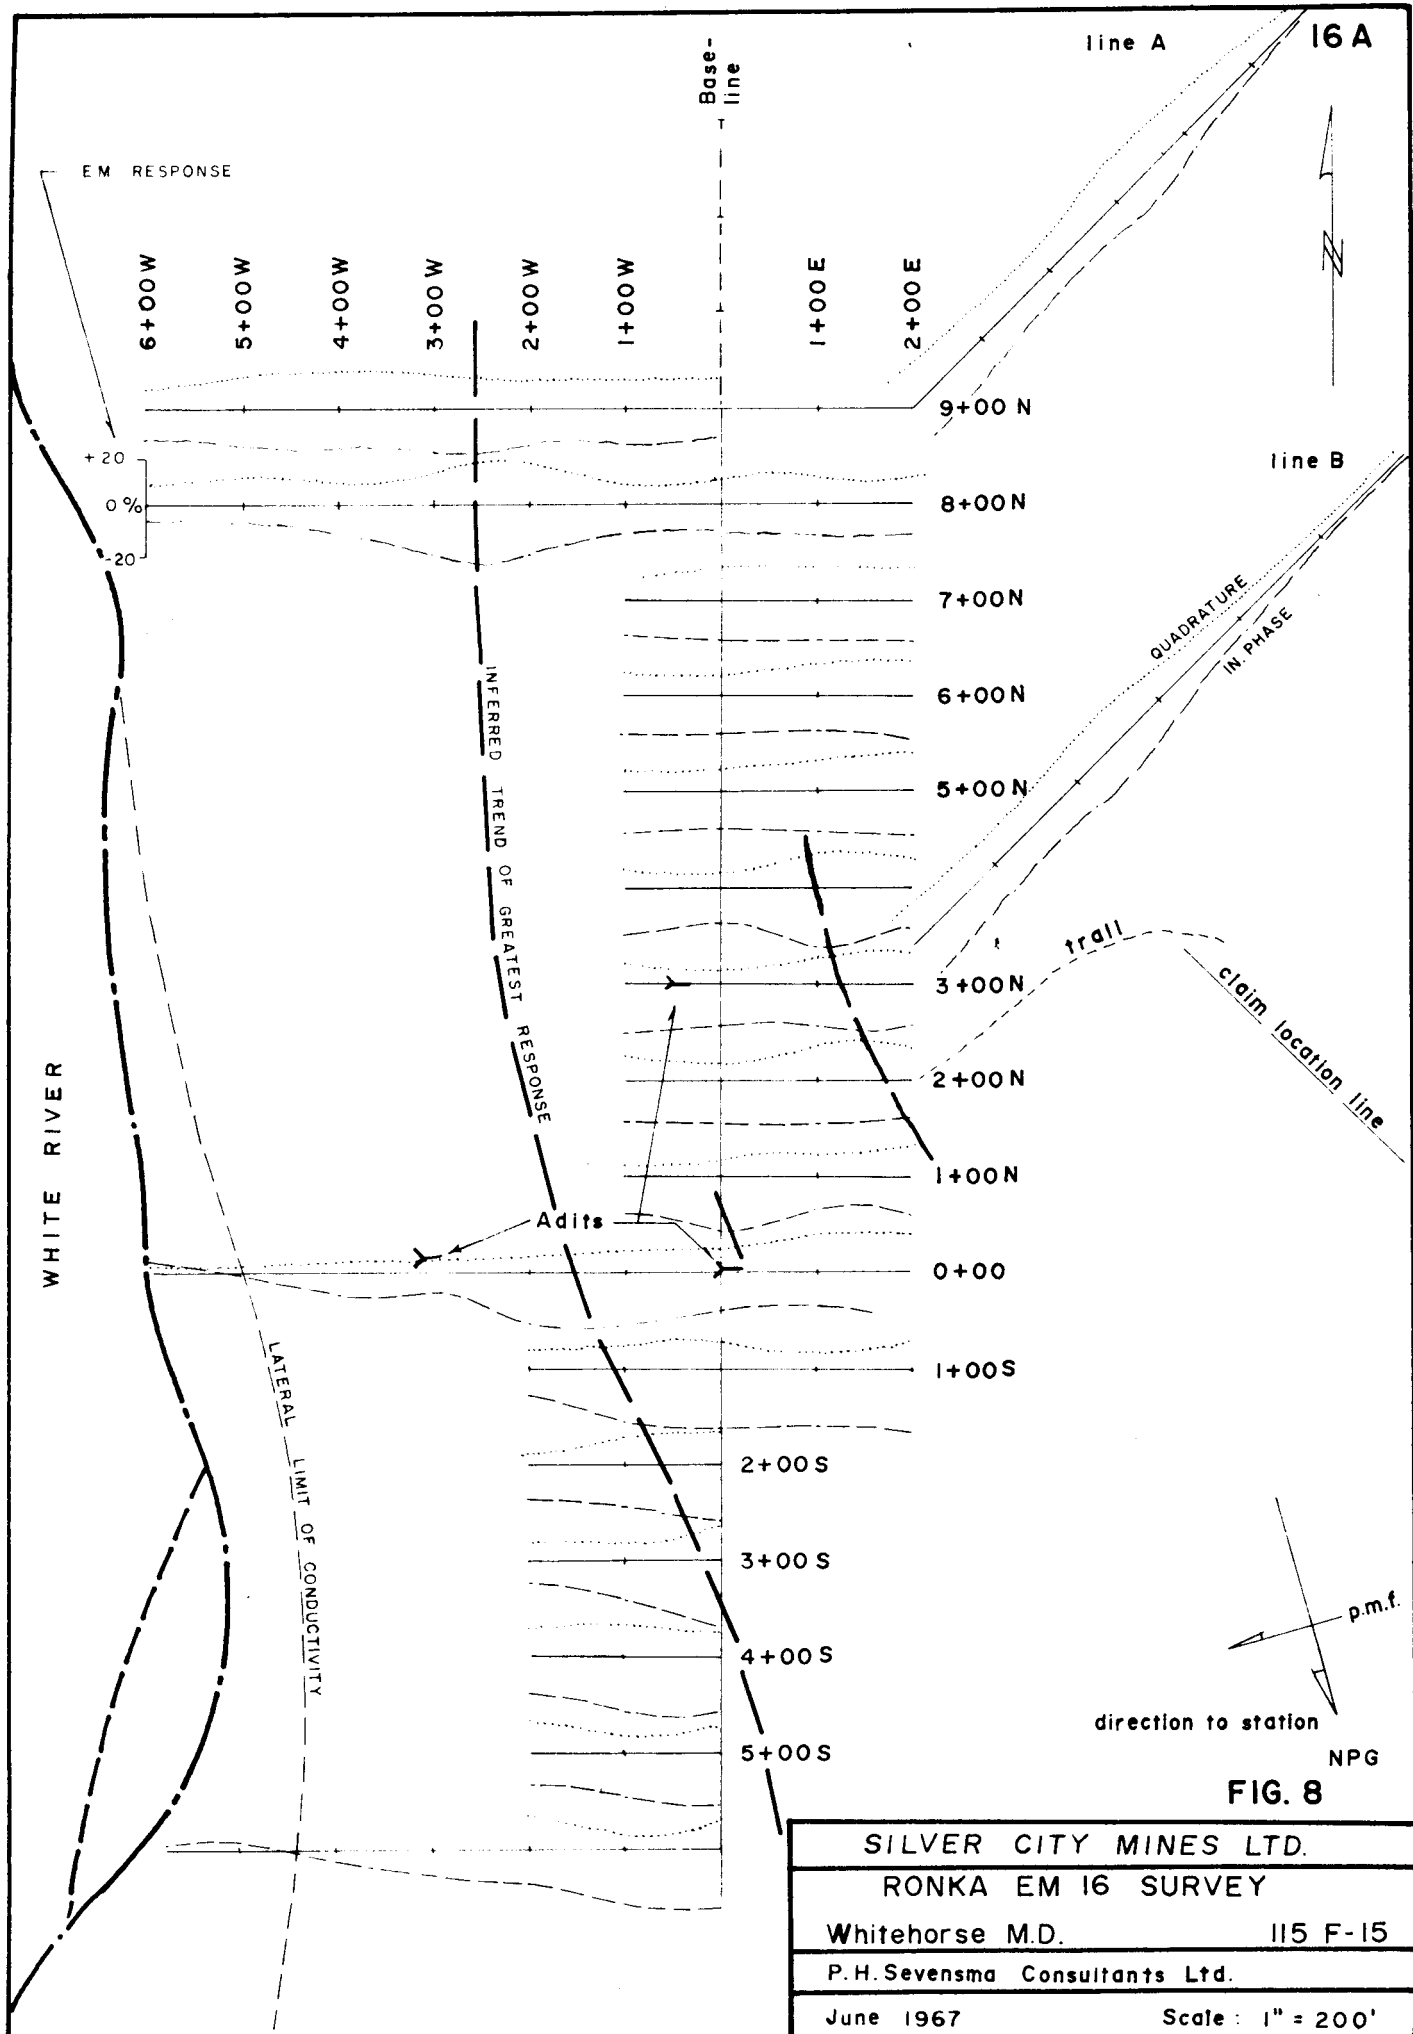 16 A
line A
Base-
line
EM RESPONSE
6+00W
5+00W
4+00W
3+00W
2+00W
1+00W
1+00E
2+00E
N
9+00 N
+20
0%
-20
8+00N
line B
7+00N
QUADRATURE
IN. PHASE
6+00N
INFERRED TREND OF GREATEST RESPONSE
5+00N
trail
3+00N
claim location line
2+00N
WHITE RIVER
1+00N
Adits
0+00
LATERAL LIMIT OF CONDUCTIVITY
1+00S
2+00S
3+00S
4+00S
p.m.f.
direction to station
NPG
5+00S
FIG. 8
SILVER CITY MINES LTD.
RONKA EM 16 SURVEY
Whitehorse M.D. 115 F-15
P.H. Sevensma Consultants Ltd.
June 1967 Scale : 1" = 200'